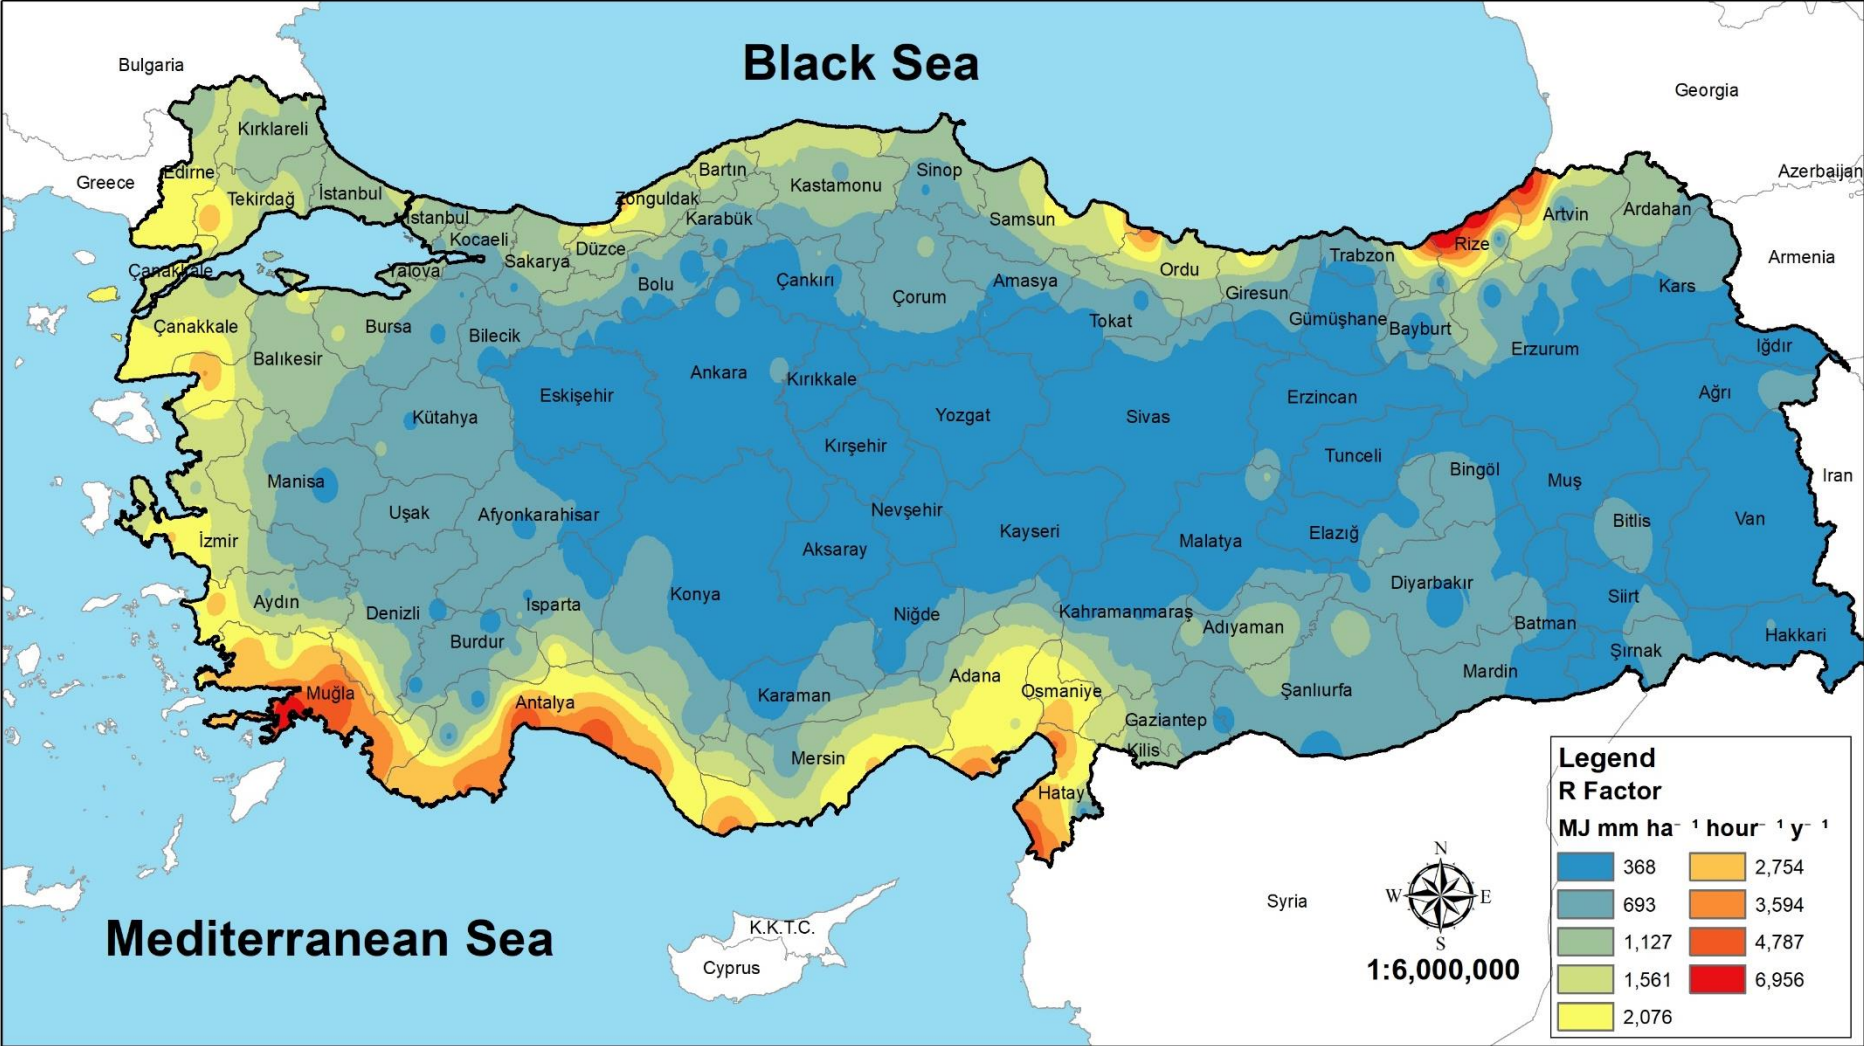 Black Sea
Bulgaria
Georgia
Kırklareli
Edirne
Greece
Bartın
Sinop
Azerbaijan
Tekirdağ
İstanbul
Zonguldak
Kastamonu
İstanbul
Karabük
Samsun
Artvin
Ardahan
Kocaeli
Düzce
Rize
Çanakkale
Yalova
Sakarya
Trabzon
Armenia
Bolu
Çankırı
Çorum
Amasya
Ordu
Giresun
Kars
Çanakkale
Bursa
Bilecik
Tokat
Gümüşhane
Bayburt
Balıkesir
Erzurum
Iğdır
Ankara
Kırıkkale
Eskişehir
Erzincan
Ağrı
Kütahya
Yozgat
Sivas
Kırşehir
Tunceli
Bingöl
Manisa
Muş
Iran
Uşak
Afyonkarahisar
Nevşehir
Bitlis
Van
İzmir
Aksaray
Kayseri
Malatya
Elazığ
Diyarbakır
Aydın
Denizli
Isparta
Konya
Niğde
Kahramanmaraş
Adıyaman
Siirt
Batman
Burdur
Hakkari
Şırnak
Muğla
Antalya
Karaman
Adana
Osmaniye
Şanlıurfa
Mardin
Gaziantep
Mersin
Kilis
Hatay
Legend
R Factor
MJ mm ha⁻¹ hour⁻¹ y⁻¹
368 2,754
693 3,594
1,127 4,787
1,561 6,956
2,076
N
W E
S
1:6,000,000
Syria
K.K.T.C.
Cyprus
Mediterranean Sea